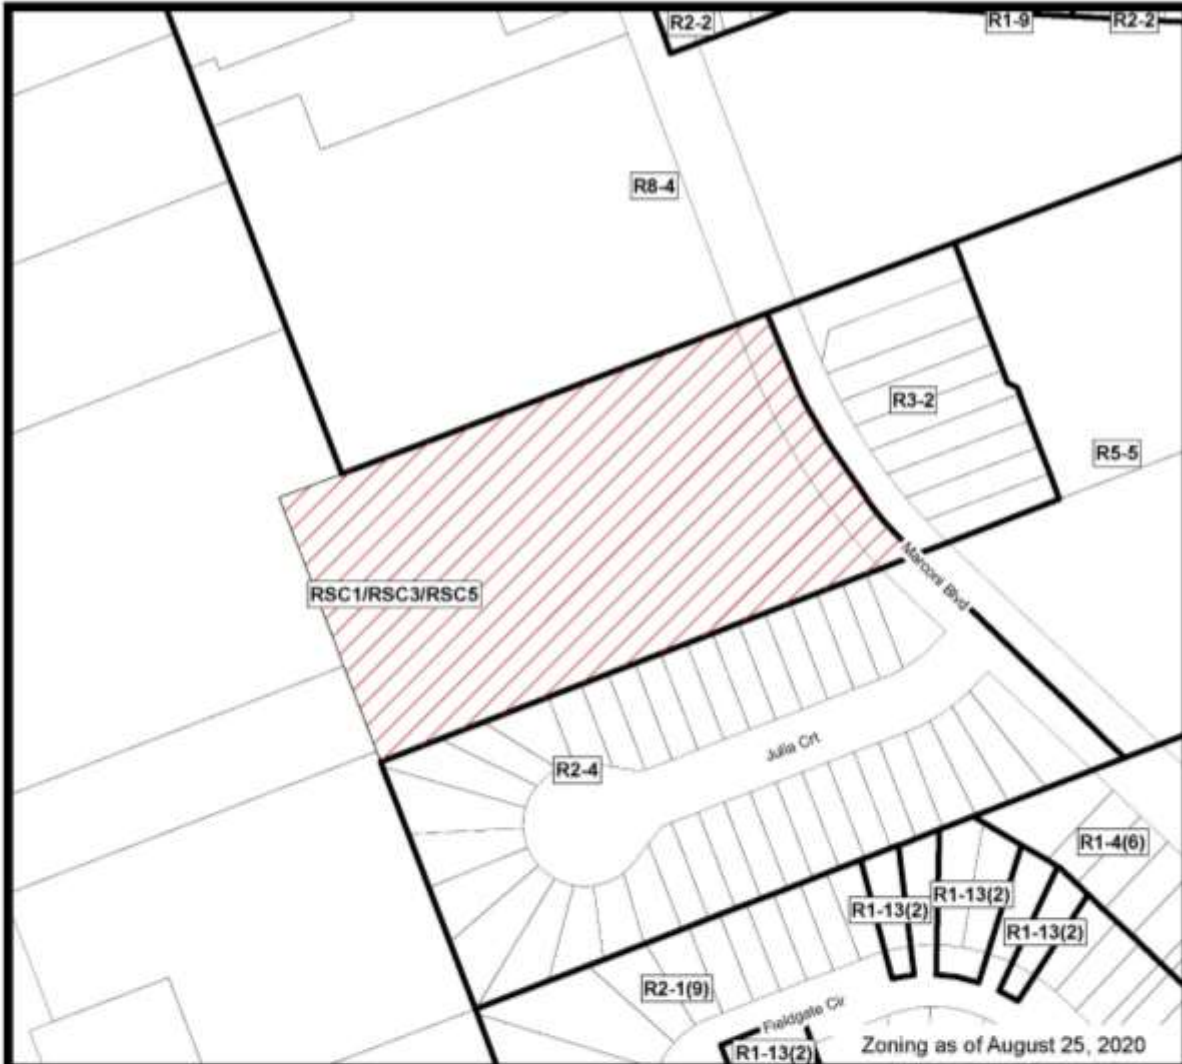 R2-2
R1-9
R2-2
R8-4
R3-2
R5-5
Marconi Blvd
RSC1/RSC3/RSC5
Julia Crt
R2-4
R1-4(6)
R1-13(2)
R1-13(2)
R1-13(2)
R2-1(9)
Fieldgate Cir
R1-13(2)
Zoning as of August 25, 2020